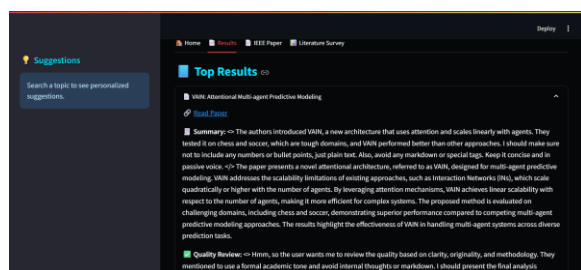 Deploy
Home Results IEEE Paper Literature Survey
Suggestions
Search a topic to see personalized
suggestions.
Top Results
VAIN: Attentional Multi-agent Predictive Modeling
Read Paper
Summary: <> The authors introduced VAIN, a new architecture that uses attention and scales linearly with agents. They
tested it on chess and soccer, which are tough domains, and VAIN performed better than other approaches. I should make sure
not to include any numbers or bullet points, just plain text. Also, avoid any markdown or special tags. Keep it concise and in
passive voice. </> The paper presents a novel attentional architecture, referred to as VAIN, designed for multi-agent predictive
modeling. VAIN addresses the scalability limitations of existing approaches, such as Interaction Networks (INs), which scale
quadratically or higher with the number of agents. By leveraging attention mechanisms, VAIN achieves linear scalability with
respect to the number of agents, making it more efficient for complex systems. The proposed method is evaluated on
challenging domains, including chess and soccer, demonstrating superior performance compared to competing multi-agent
predictive modeling approaches. The results highlight the effectiveness of VAIN in handling multi-agent systems across diverse
prediction tasks.
Quality Review: <> Hmm, so the user wants me to review the quality based on clarity, originality, and methodology. They
mentioned to use a formal academic tone and avoid internal thoughts or markdown. I should present the final analysis